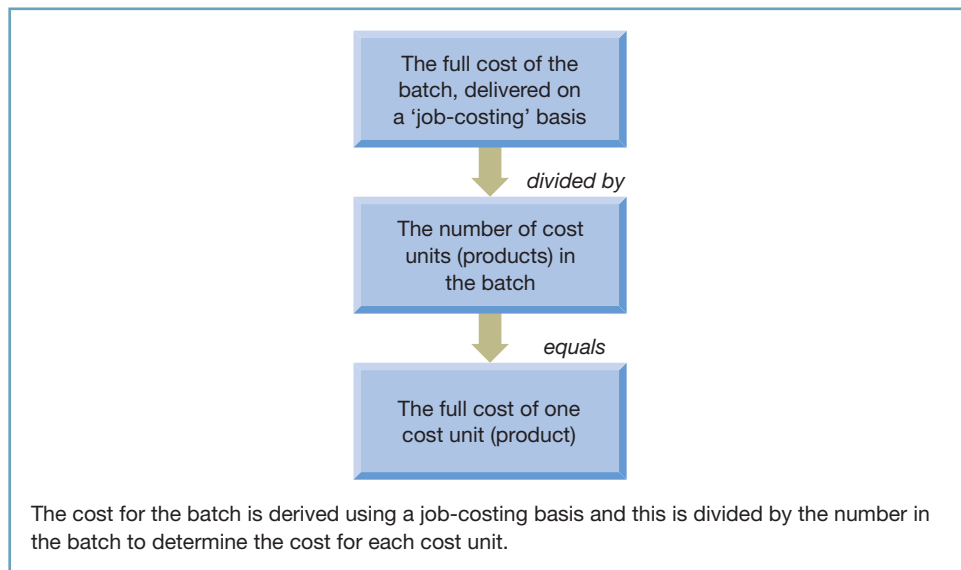 The full cost of the
batch, delivered on
a ‘job-costing’ basis
divided by
The number of cost
units (products) in
the batch
equals
The full cost of one
cost unit (product)
The cost for the batch is derived using a job-costing basis and this is divided by the number in
the batch to determine the cost for each cost unit.